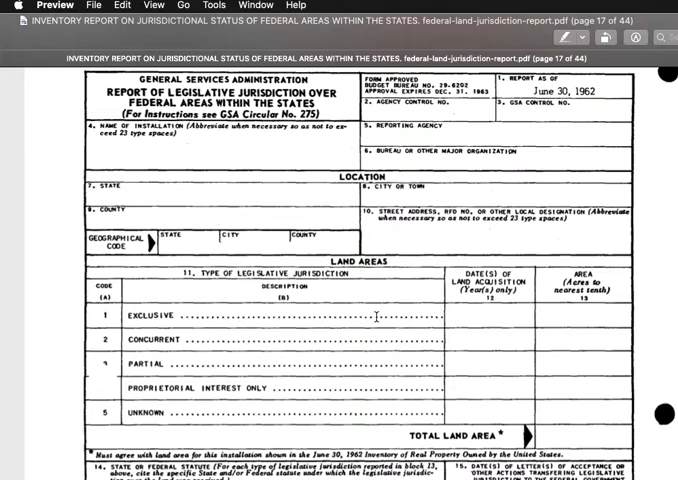 Preview File Edit View Go Tools Window Help
INVENTORY REPORT ON JURISDICTIONAL STATUS OF FEDERAL AREAS WITHIN THE STATES. federal-land-jurisdiction-report.pdf (page 17 of 44)
INVENTORY REPORT ON JURISDICTIONAL STATUS OF FEDERAL AREAS WITHIN THE STATES. federal-land-jurisdiction-report.pdf (page 17 of 44)
GENERAL SERVICES ADMINISTRATION
REPORT OF LEGISLATIVE JURISDICTION OVER
FEDERAL AREAS WITHIN THE STATES
(For Instructions see GSA Circular No. 275)
FORM APPROVED
BUDGET BUREAU NO. 29-6202
APPROVAL EXPIRES DEC. 31, 1963
1. REPORT AS OF
June 30, 1962
2. AGENCY CONTROL NO.
3. GSA CONTROL NO.
4. NAME OF INSTALLATION (Abbreviate when necessary so as not to ex-
ceed 23 type spaces)
5. REPORTING AGENCY
6. BUREAU OR OTHER MAJOR ORGANIZATION
LOCATION
7. STATE
8. CITY OR TOWN
9. COUNTY
10. STREET ADDRESS, RFD NO. OR OTHER LOCAL DESIGNATION (Abbreviate
when necessary so as not to exceed 23 type spaces)
GEOGRAPHICAL
CODE
STATE
CITY
COUNTY
LAND AREAS
11. TYPE OF LEGISLATIVE JURISDICTION
DATE(S) OF
LAND ACQUISITION
(Year(s) only)
12
AREA
(Acres to
nearest tenth)
13
CODE
(A)
DESCRIPTION
(B)
1 EXCLUSIVE
2 CONCURRENT
PARTIAL
PROPRIETORIAL INTEREST ONLY
5 UNKNOWN
TOTAL LAND AREA *
* Must agree with land area for this installation shown in the June 30, 1962 Inventory of Real Property Owned by the United States.
14. STATE OR FEDERAL STATUTE (For each type of legislative jurisdiction reported in block 13,
above, cite the specific State and/or Federal statute under which the legislative jurisdic-
15. DATE(S) OF LETTER(S) OF ACCEPTANCE OR
OTHER ACTIONS TRANSFERRING LEGISLATIVE